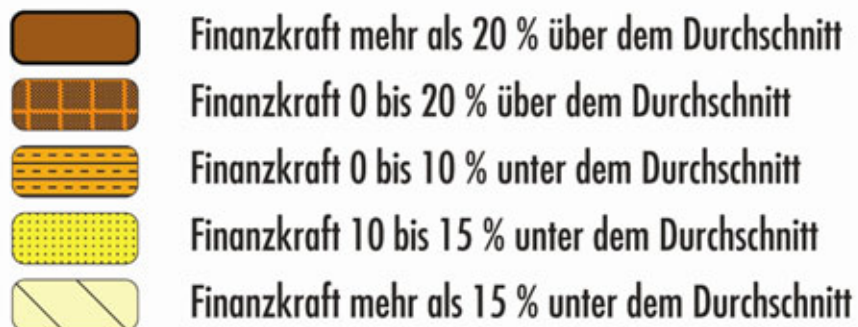 Finanzkraft mehr als 20 % über dem Durchschnitt
Finanzkraft 0 bis 20 % über dem Durchschnitt
Finanzkraft 0 bis 10 % unter dem Durchschnitt
Finanzkraft 10 bis 15 % unter dem Durchschnitt
Finanzkraft mehr als 15 % unter dem Durchschnitt